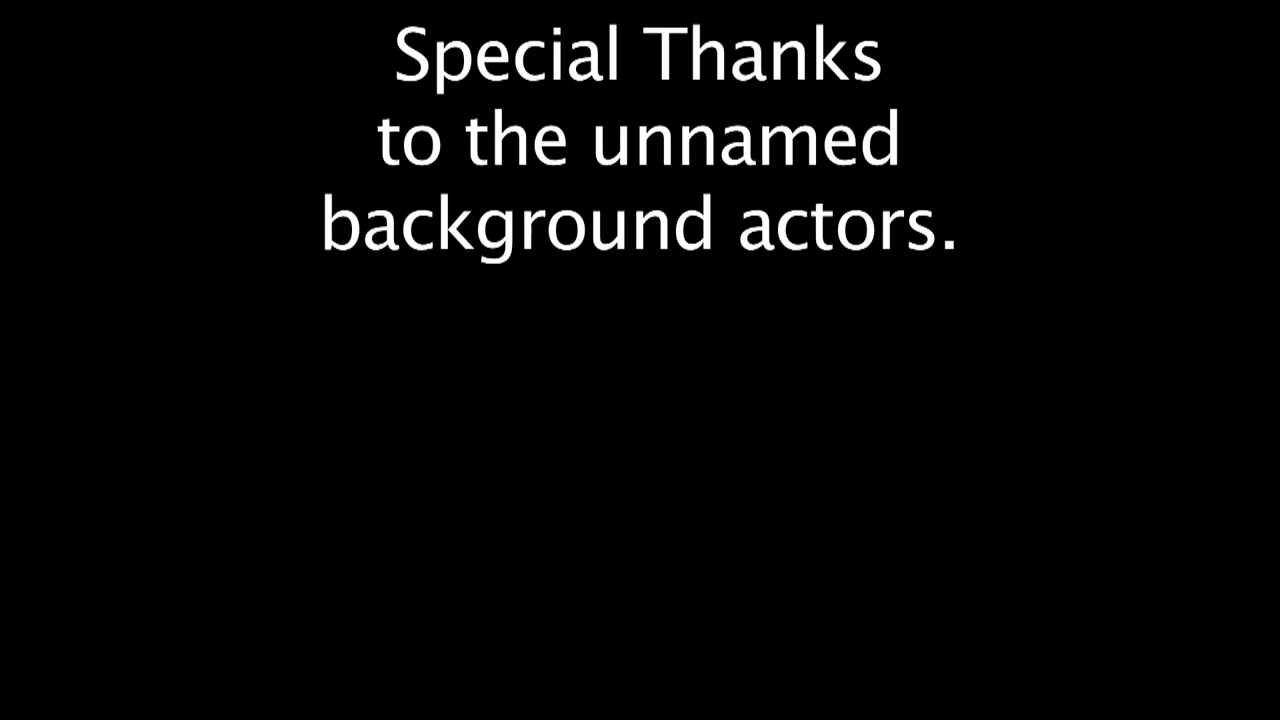 Special Thanks
to the unnamed
background actors.